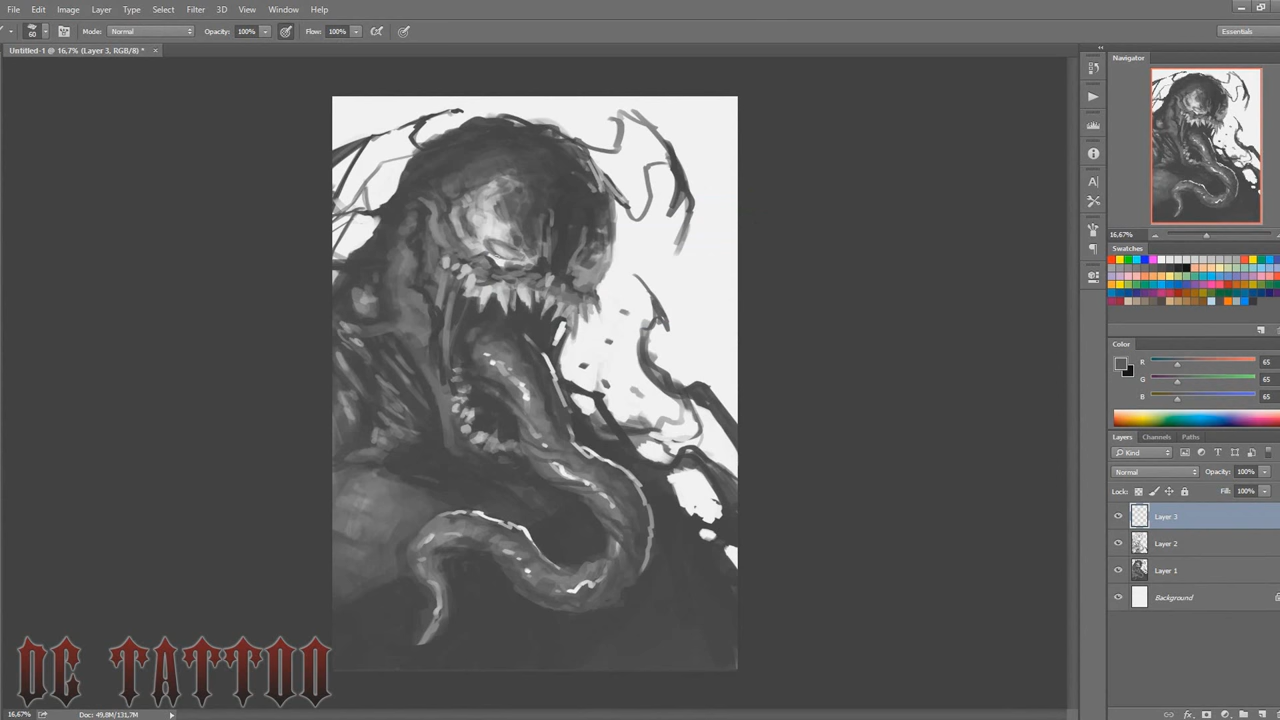 File Edit Image Layer Type Select Filter 3D View Window Help
60 Mode: Normal Opacity: 100% Flow: 100% Essentials
Untitled-1 @ 16,7% (Layer 3, RGB/8) * ×
Navigator
16,67%
Swatches
Color
R 65
G 65
B 65
Layers Channels Paths
Kind
Normal Opacity: 100%
Lock: Fill: 100%
Layer 3
Layer 2
Layer 1
Background
DC TATTOO
16,67% Doc: 49,8M/131,7M